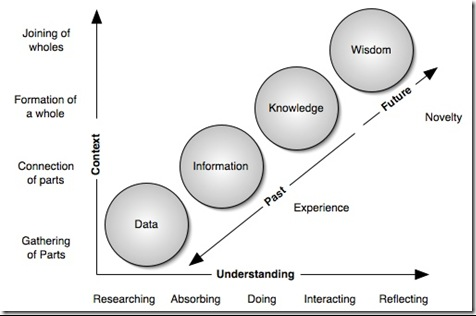 Joining of
wholes
Wisdom
Future
Formation of
a whole
Knowledge
Novelty
Context
Connection
of parts
Information
Past
Experience
Data
Gathering
of Parts
Understanding
Researching Absorbing Doing Interacting Reflecting